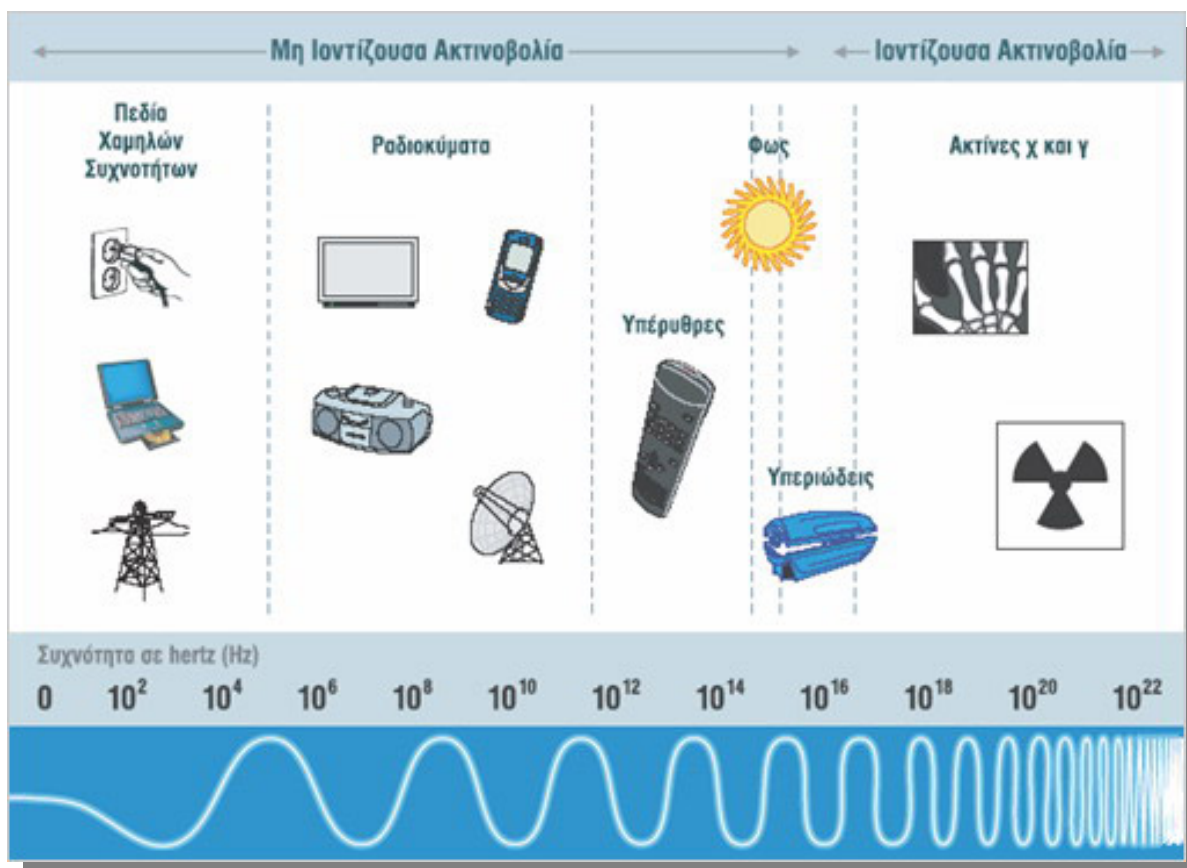 Μη Ιοντίζουσα Ακτινοβολία
Ιοντίζουσα Ακτινοβολία
Πεδία
Χαμηλών
Συχνοτήτων
Ραδιοκύματα
Φως
Ακτίνες χ και γ
Υπέρυθρες
Υπεριώδεις
Συχνότητα σε hertz (Hz)
0 10² 10⁴ 10⁶ 10⁸ 10¹⁰ 10¹² 10¹⁴ 10¹⁶ 10¹⁸ 10²⁰ 10²²